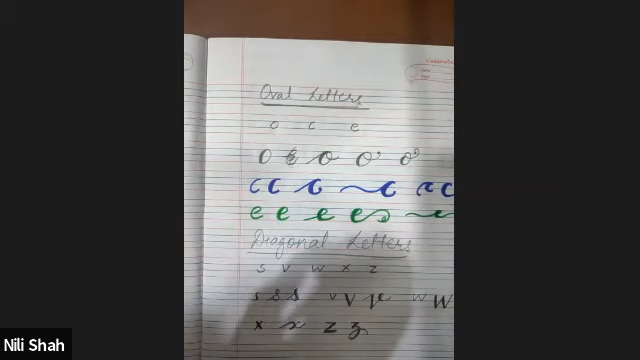 Oval Letters
o c e
o e o o o
c c c c c c
e e e e e
Diagonal Letters
s v w x z
s s s v v v w w
x x z z
Nili Shah